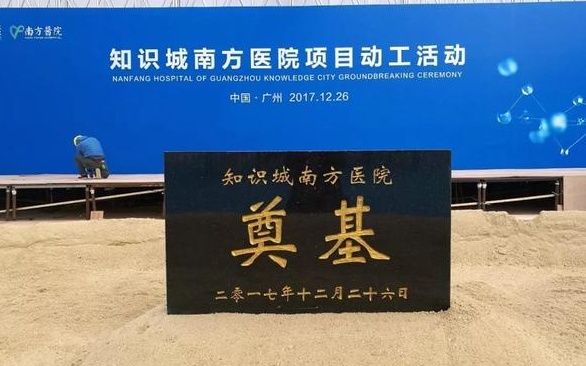 南方醫院
知识城南方医院项目动工活动
NANFANG HOSPITAL OF GUANGZHOU KNOWLEDGE CITY GROUNDBREAKING CEREMONY
中国·广州 2017.12.26
知识城南方医院
奠基
二零一七年十二月二十六日